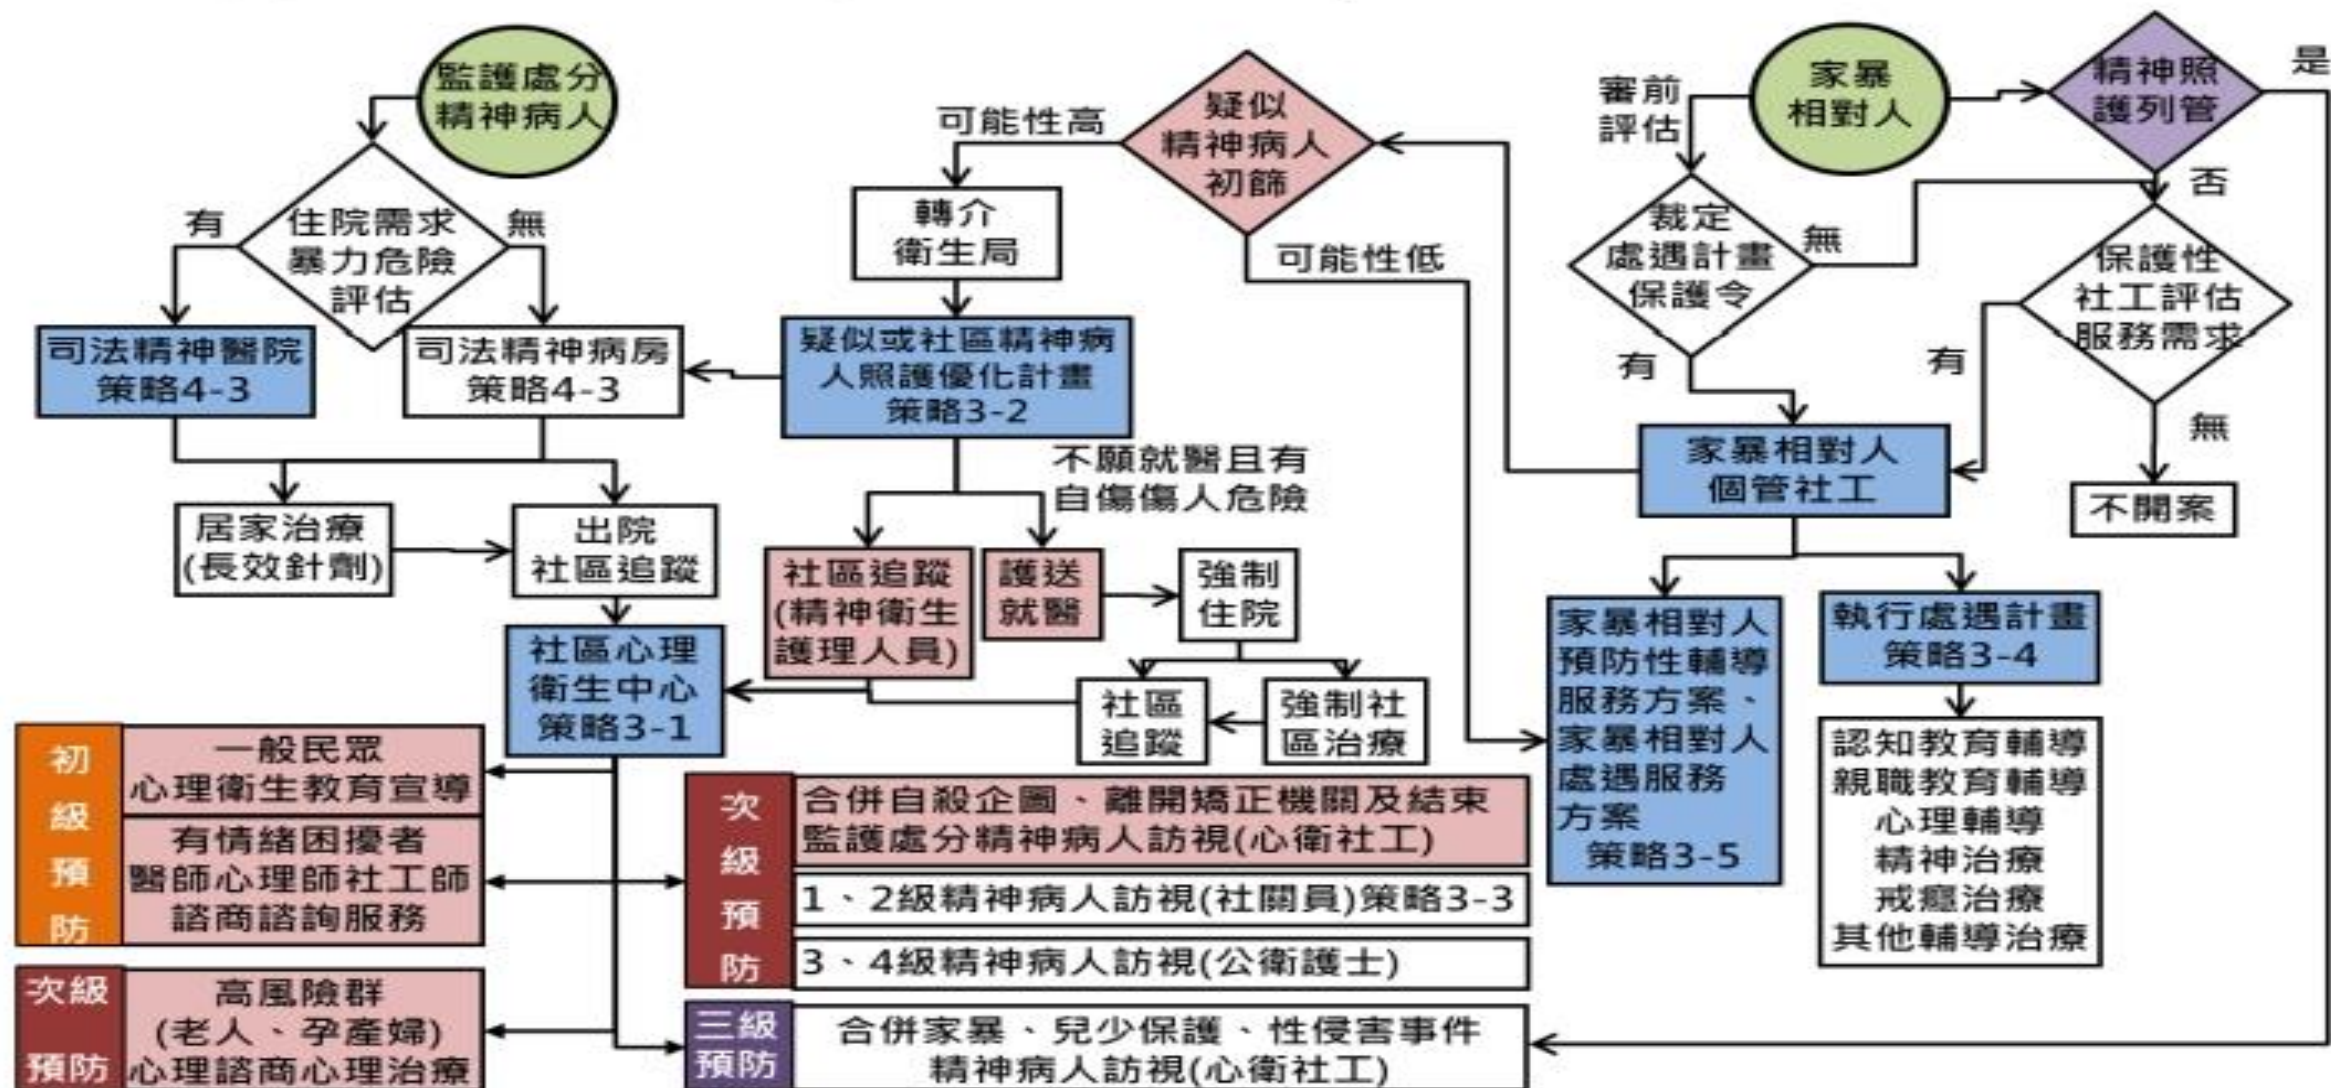 監護處分
精神病人
住院需求
暴力危險
評估
有
無
司法精神醫院
策略4-3
司法精神病房
策略4-3
居家治療
(長效針劑)
出院
社區追蹤
社區心理
衛生中心
策略3-1
疑似
精神病人
初篩
可能性高
可能性低
轉介
衛生局
疑似或社區精神病
人照護優化計畫
策略3-2
不願就醫且有
自傷傷人危險
社區追蹤
(精神衛生
護理人員)
護送
就醫
強制
住院
社區
追蹤
強制社
區治療
家暴
相對人
審前
評估
精神照
護列管
是
否
裁定
處遇計畫
保護令
無
有
保護性
社工評估
服務需求
有
無
不開案
家暴相對人
個管社工
家暴相對人
預防性輔導
服務方案、
家暴相對人
處遇服務
方案
策略3-5
執行處遇計畫
策略3-4
認知教育輔導
親職教育輔導
心理輔導
精神治療
戒癮治療
其他輔導治療
初
級
預
防
一般民眾
心理衛生教育宣導
有情緒困擾者
醫師心理師社工師
諮商諮詢服務
次級
預防
高風險群
(老人、孕產婦)
心理諮商心理治療
次
級
預
防
合併自殺企圖、離開矯正機關及結束
監護處分精神病人訪視(心衛社工)
1、2級精神病人訪視(社關員)策略3-3
3、4級精神病人訪視(公衛護士)
三級
預防
合併家暴、兒少保護、性侵害事件
精神病人訪視(心衛社工)